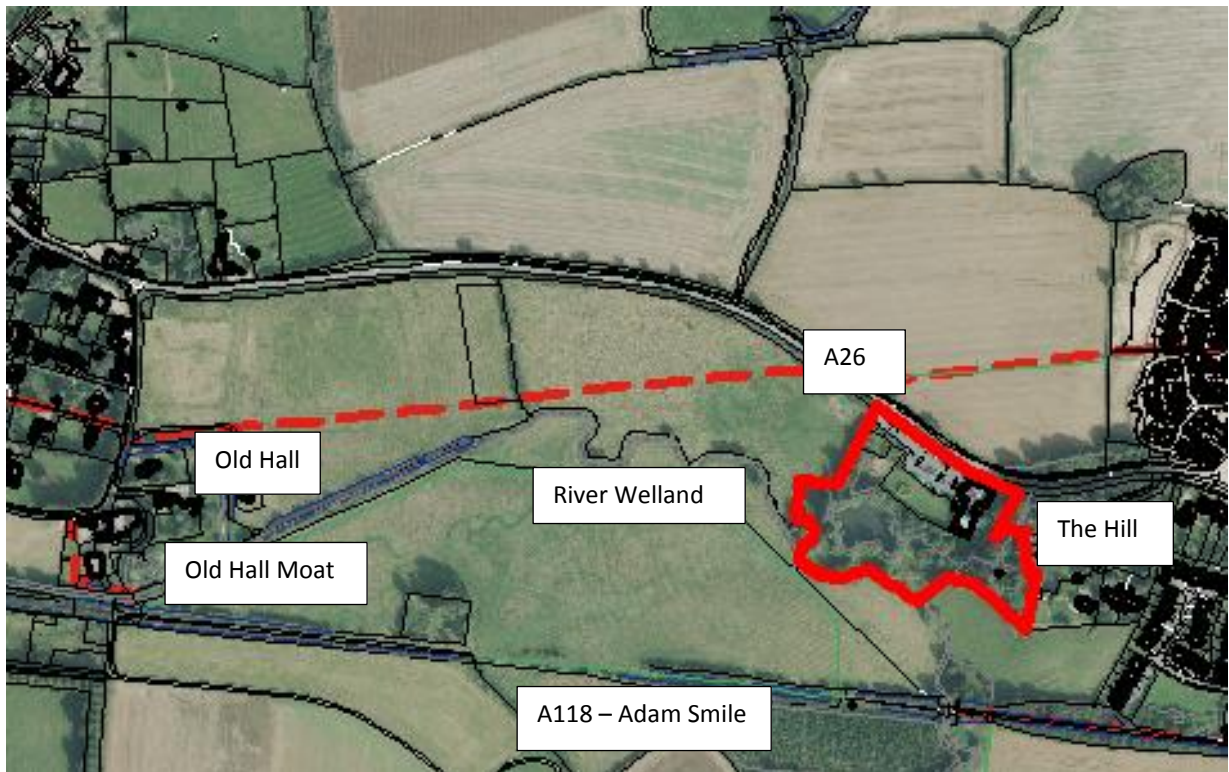 A26
Old Hall
River Welland
The Hill
Old Hall Moat
A118 – Adam Smile